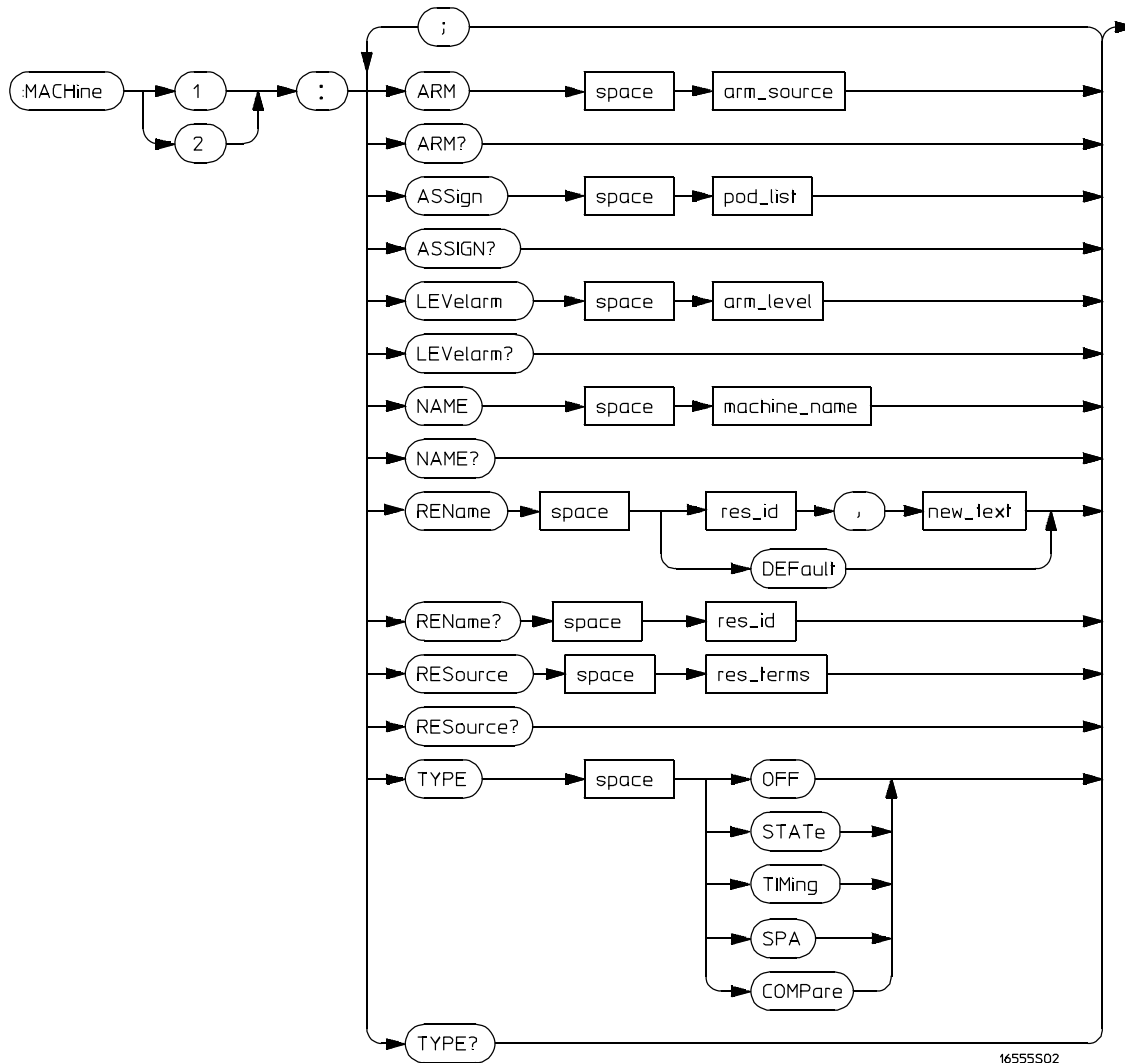 ;
:MACHine 1 : ARM space arm_source
2
ARM?
ASSign space pod_list
ASSIGN?
LEVelarm space arm_level
LEVelarm?
NAME space machine_name
NAME?
REName space res_id , new_text
DEFault
REName? space res_id
RESource space res_terms
RESource?
TYPE space OFF
STATe
TIMing
SPA
COMPare
TYPE?
16555S02